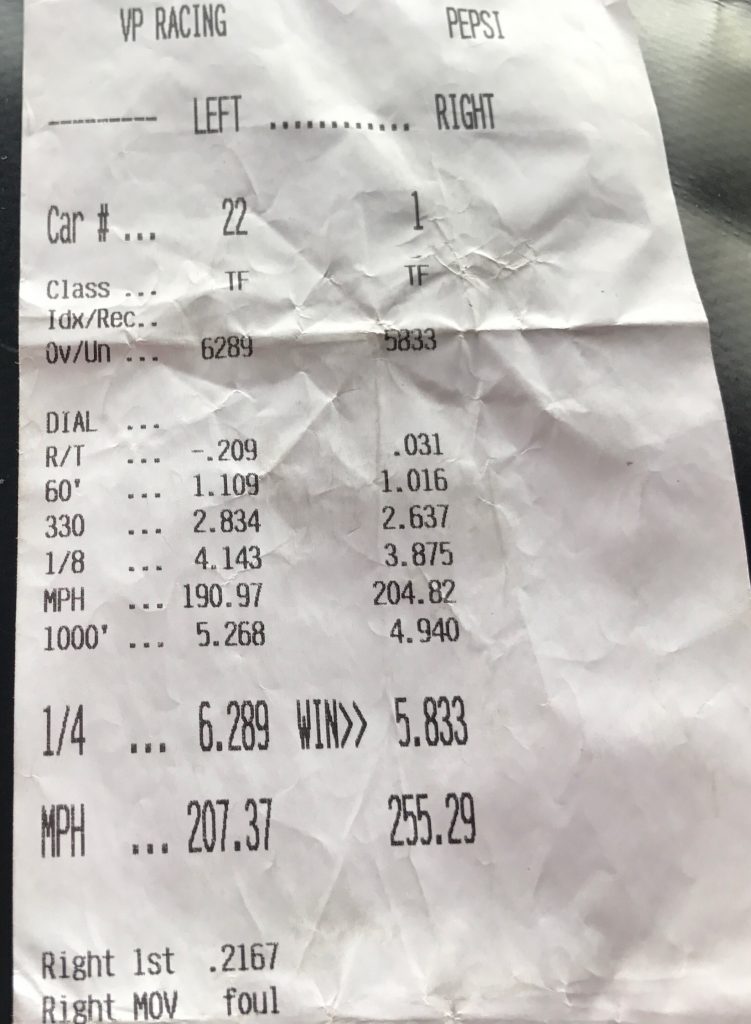 VP RACING PEPSI
--------- LEFT ............ RIGHT
Car # ... 22 1
Class ... TF TF
Idx/Rec..
Ov/Un ... 6289 5833
DIAL ...
R/T ... -.209 .031
60' ... 1.109 1.016
330 ... 2.834 2.637
1/8 ... 4.143 3.875
MPH ... 190.97 204.82
1000' ... 5.268 4.940
1/4 ... 6.289 WIN>> 5.833
MPH ... 207.37 255.29
Right 1st .2167
Right MOV foul